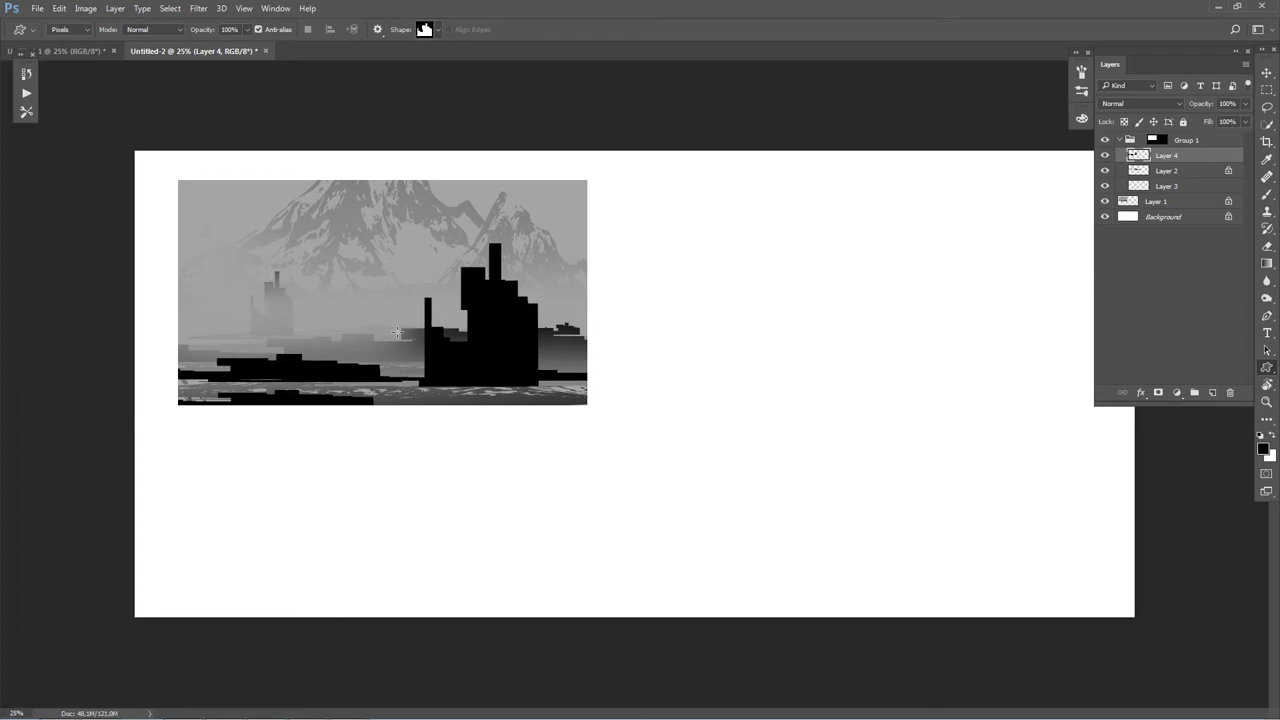 Ps File Edit Image Layer Type Select Filter 3D View Window Help
Pixels Mode: Normal Opacity: 100% Anti-alias Shape: Align Edges
U 1 @ 25% (RGB/8*) * × Untitled-2 @ 25% (Layer 4, RGB/8*) * ×
Layers
Kind
Normal Opacity: 100%
Lock: Fill: 100%
Group 1
Layer 4
Layer 2
Layer 3
Layer 1
Background
fx
25% Doc: 48,1M/121,0M